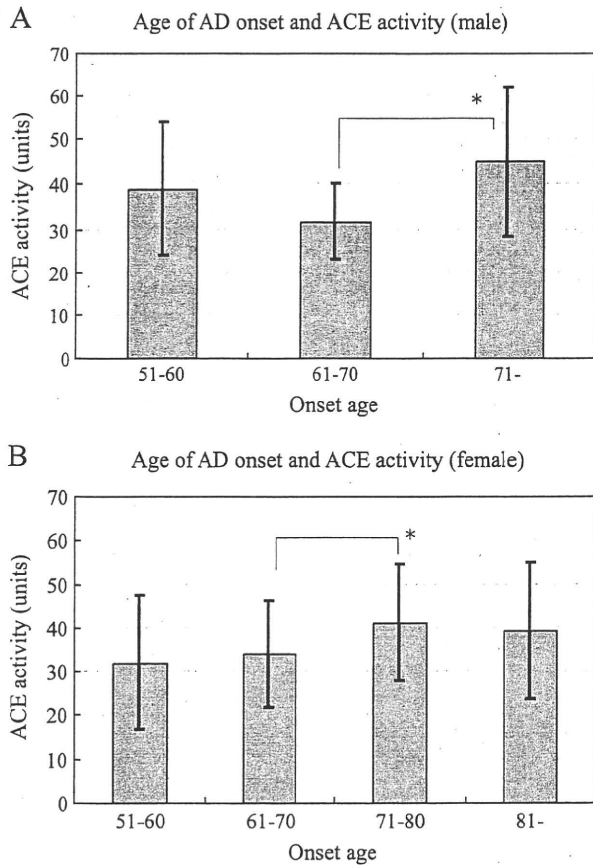 A
Age of AD onset and ACE activity (male)
70
60
50
40
30
20
10
0
ACE activity (units)
*
51-60 61-70 71-
Onset age
B
Age of AD onset and ACE activity (female)
70
60
50
40
30
20
10
0
ACE activity (units)
*
51-60 61-70 71-80 81-
Onset age